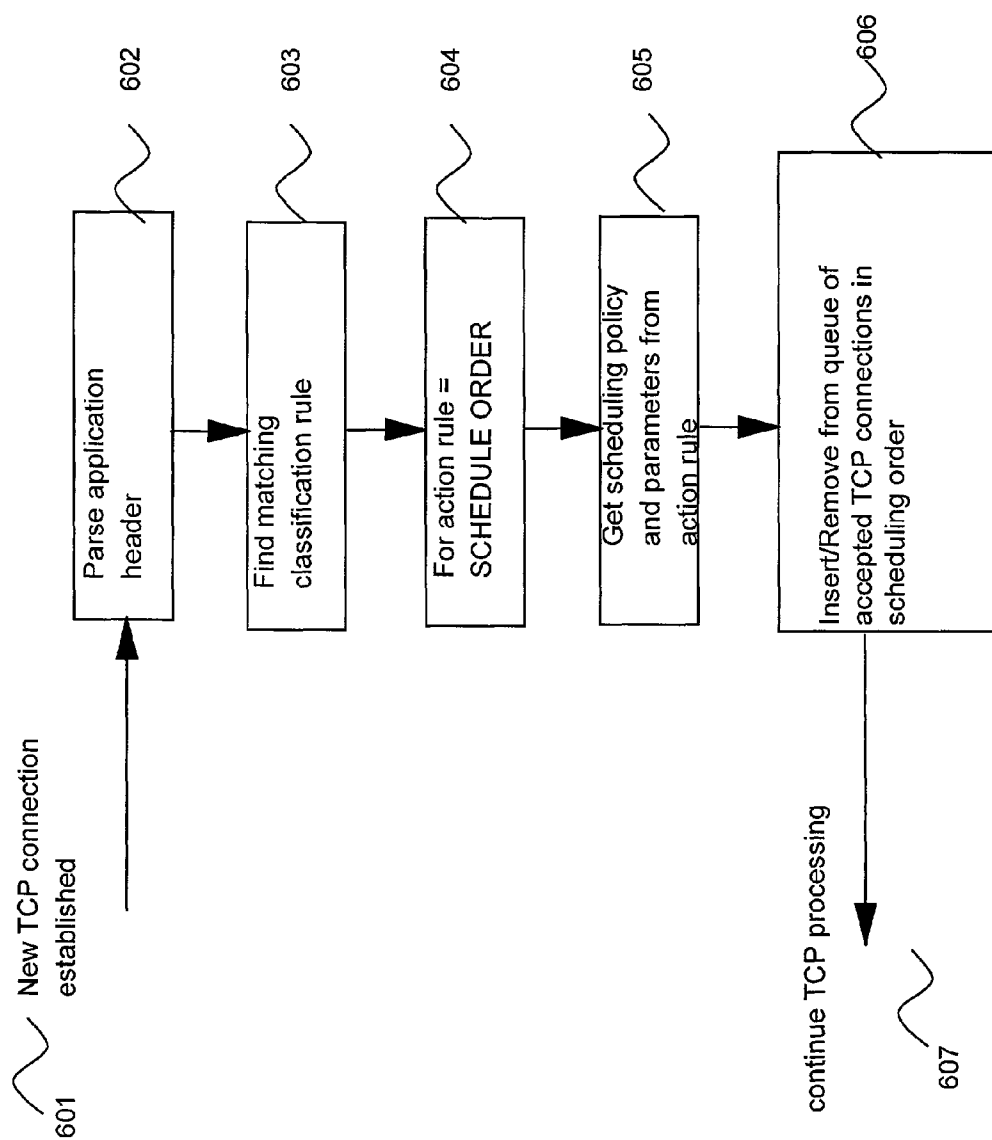 601
New TCP connection
established
602
Parse application
header
603
Find matching
classification rule
604
For action rule =
SCHEDULE ORDER
605
Get scheduling policy
and parameters from
action rule
606
Insert/Remove from queue of
accepted TCP connections in
scheduling order
continue TCP processing
607